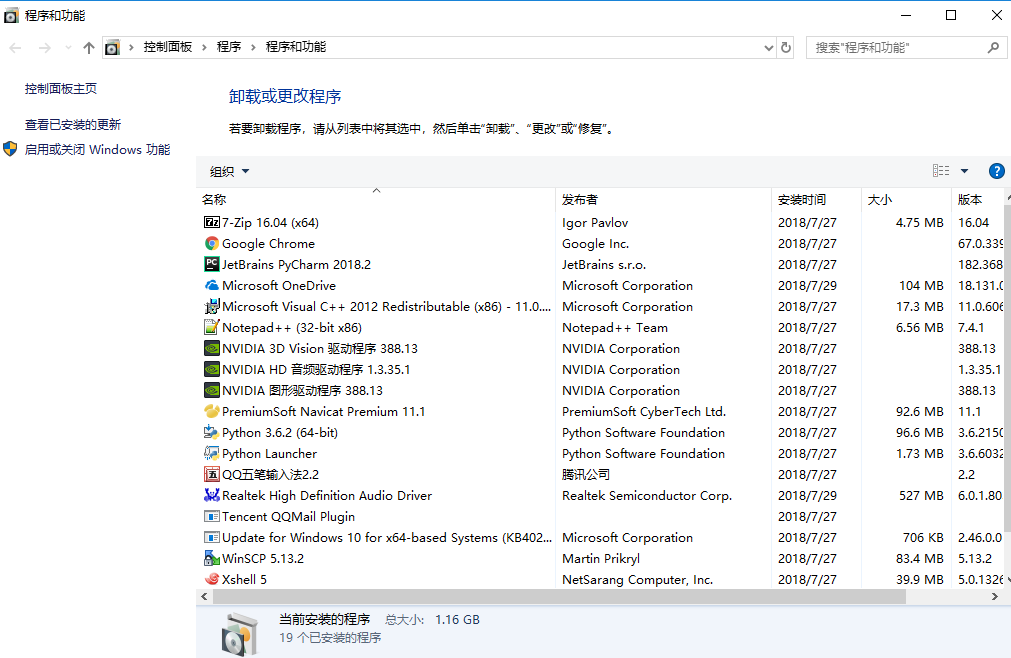 程序和功能
控制面板 程序 程序和功能 搜索"程序和功能"
控制面板主页
查看已安装的更新
启用或关闭 Windows 功能
卸载或更改程序
若要卸载程序，请从列表中将其选中，然后单击“卸载”、“更改”或“修复”。
组织
名称 发布者 安装时间 大小 版本
7-Zip 16.04 (x64) Igor Pavlov 2018/7/27 4.75 MB 16.04
Google Chrome Google Inc. 2018/7/27 67.0.339
JetBrains PyCharm 2018.2 JetBrains s.r.o. 2018/7/27 182.368
Microsoft OneDrive Microsoft Corporation 2018/7/29 104 MB 18.131.0
Microsoft Visual C++ 2012 Redistributable (x86) - 11.0.... Microsoft Corporation 2018/7/27 17.3 MB 11.0.606
Notepad++ (32-bit x86) Notepad++ Team 2018/7/27 6.56 MB 7.4.1
NVIDIA 3D Vision 驱动程序 388.13 NVIDIA Corporation 2018/7/27 388.13
NVIDIA HD 音频驱动程序 1.3.35.1 NVIDIA Corporation 2018/7/27 1.3.35.1
NVIDIA 图形驱动程序 388.13 NVIDIA Corporation 2018/7/27 388.13
PremiumSoft Navicat Premium 11.1 PremiumSoft CyberTech Ltd. 2018/7/27 92.6 MB 11.1
Python 3.6.2 (64-bit) Python Software Foundation 2018/7/27 96.6 MB 3.6.2150
Python Launcher Python Software Foundation 2018/7/27 1.73 MB 3.6.6032
QQ五笔输入法2.2 腾讯公司 2018/7/27 2.2
Realtek High Definition Audio Driver Realtek Semiconductor Corp. 2018/7/29 527 MB 6.0.1.80
Tencent QQMail Plugin 2018/7/27
Update for Windows 10 for x64-based Systems (KB402... Microsoft Corporation 2018/7/27 706 KB 2.46.0.0
WinSCP 5.13.2 Martin Prikryl 2018/7/27 83.4 MB 5.13.2
Xshell 5 NetSarang Computer, Inc. 2018/7/27 39.9 MB 5.0.1326
当前安装的程序 总大小: 1.16 GB
19 个已安装的程序